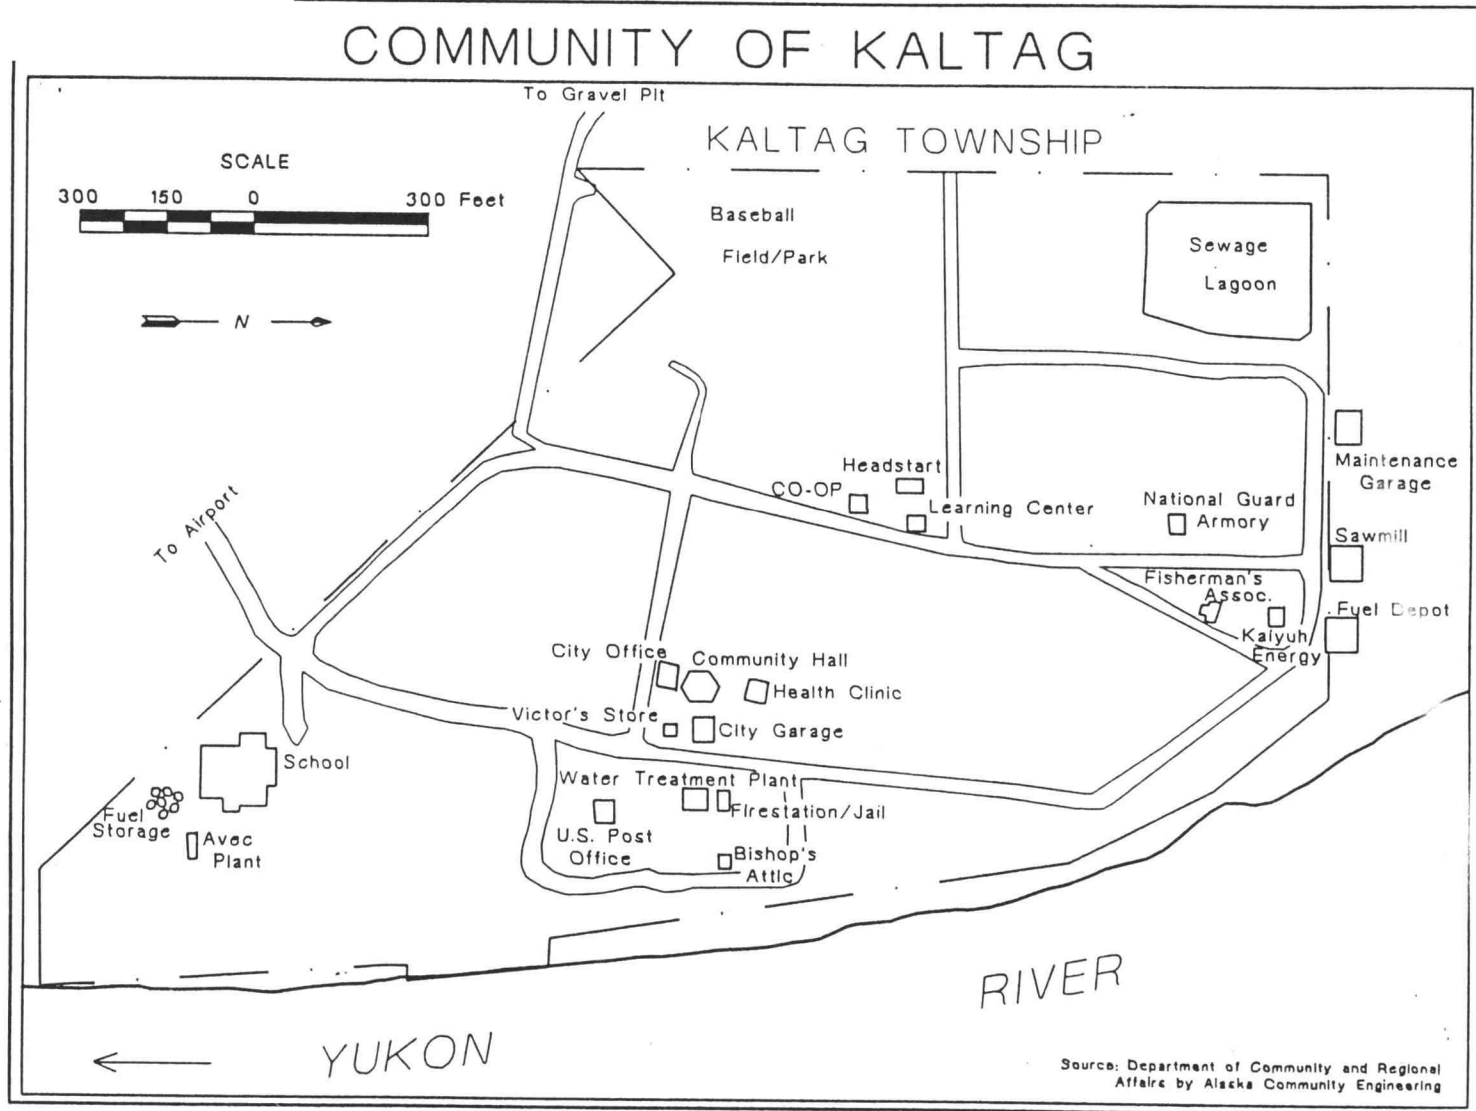 COMMUNITY OF KALTAG
To Gravel Pit
KALTAG TOWNSHIP
SCALE
300 150 0 300 Feet
N
Baseball
Field/Park
Sewage
Lagoon
To Airport
Headstart
CO-OP
Learning Center
National Guard
Armory
Maintenance
Garage
Sawmill
Fisherman's
Assoc.
Fuel Depot
Kaiyuh
Energy
City Office
Community Hall
Health Clinic
Victor's Store
City Garage
School
Water Treatment Plant
Firestation/Jail
Fuel
Storage
Avec
Plant
U.S. Post
Office
Bishop's
Attic
YUKON
RIVER
Source: Department of Community and Regional
Affairs by Alaska Community Engineering